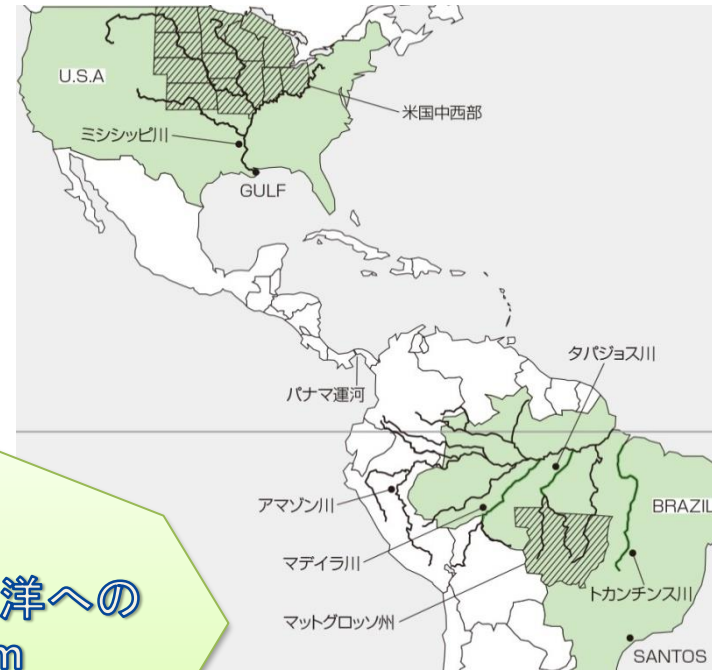 U.S.A
米国中西部
ミシシッピ川
GULF
タパジョス川
パナマ運河
アマゾン川
BRAZIL
マデイラ川
洋への
トカンチンス川
マットグロッソ州
SANTOS